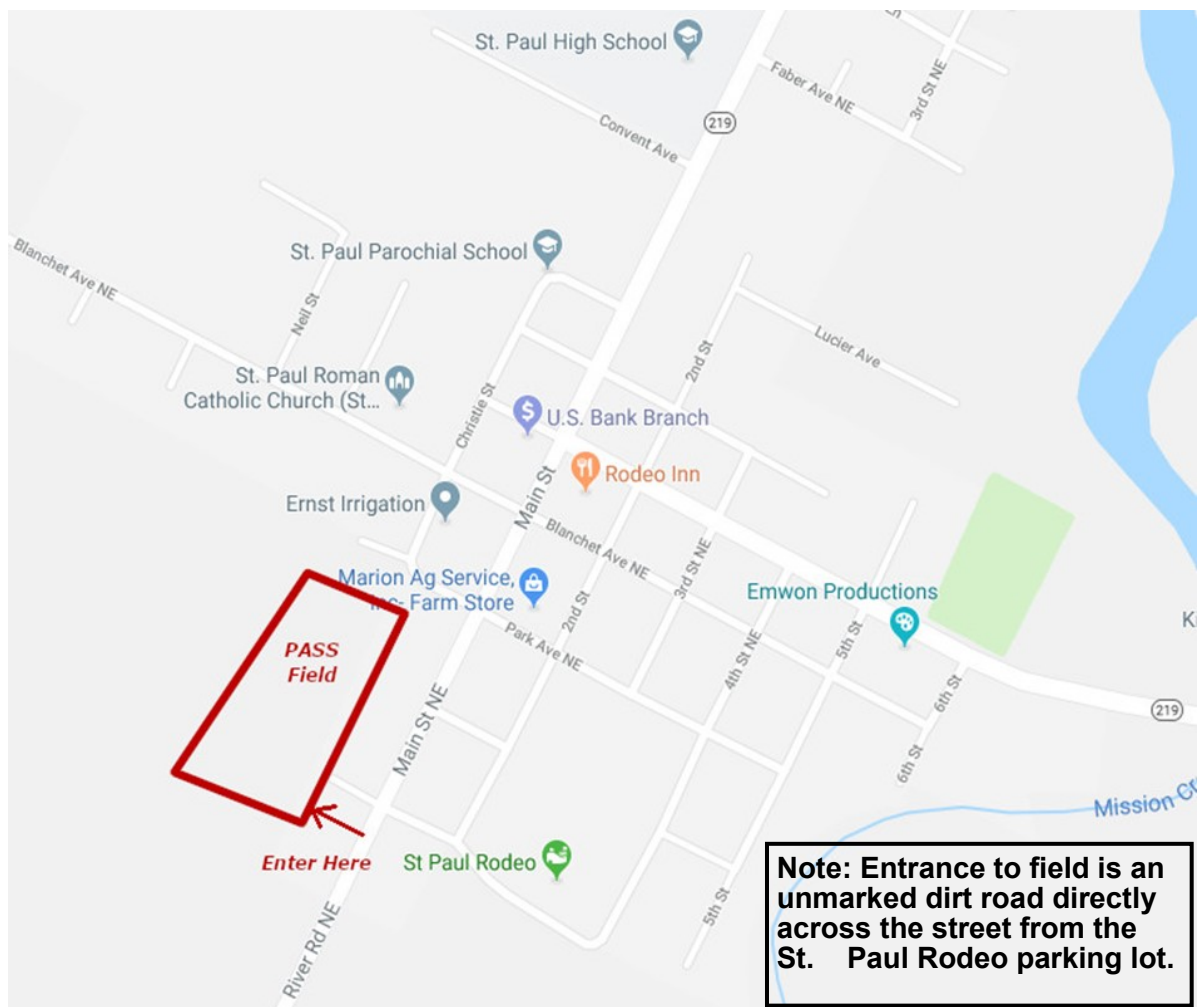 St. Paul High School
219
Faber Ave NE
3rd St NE
Convent Ave
Blanchet Ave NE
Neil St
St. Paul Parochial School
2nd St
Lucier Ave
St. Paul Roman
Catholic Church (St...
Christie St
U.S. Bank Branch
Rodeo Inn
Main St
Ernst Irrigation
Blanchet Ave NE
3rd St NE
Marion Ag Service,
Inc- Farm Store
2nd St
Park Ave NE
Emwon Productions
5th St
4th St NE
6th St
219
6th St
PASS
Field
Main St NE
Enter Here
St Paul Rodeo
5th St
River Rd NE
Mission Cr
Note: Entrance to field is an
unmarked dirt road directly
across the street from the
St. Paul Rodeo parking lot.